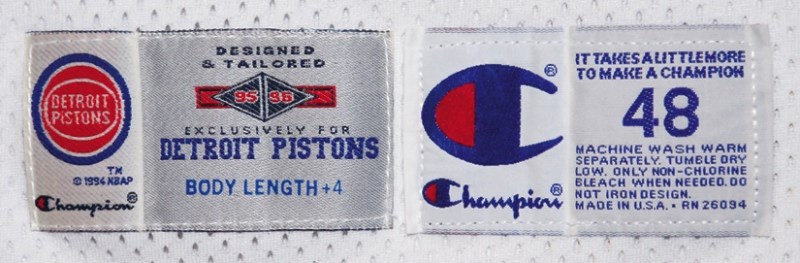 DETROIT
PISTONS
TM
© 1994 NBAP
Champion®
DESIGNED
& TAILORED
95 96
EXCLUSIVELY FOR
DETROIT PISTONS
BODY LENGTH +4
®
Champion®
IT TAKES A LITTLE MORE
TO MAKE A CHAMPION
48
MACHINE WASH WARM
SEPARATELY. TUMBLE DRY
LOW. ONLY NON-CHLORINE
BLEACH WHEN NEEDED. DO
NOT IRON DESIGN.
MADE IN U.S.A. • RN 26094